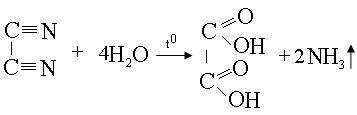 C≡N + 4H₂O →(t⁰) C(=O)OH + 2NH₃↑
C≡N C(=O)OH